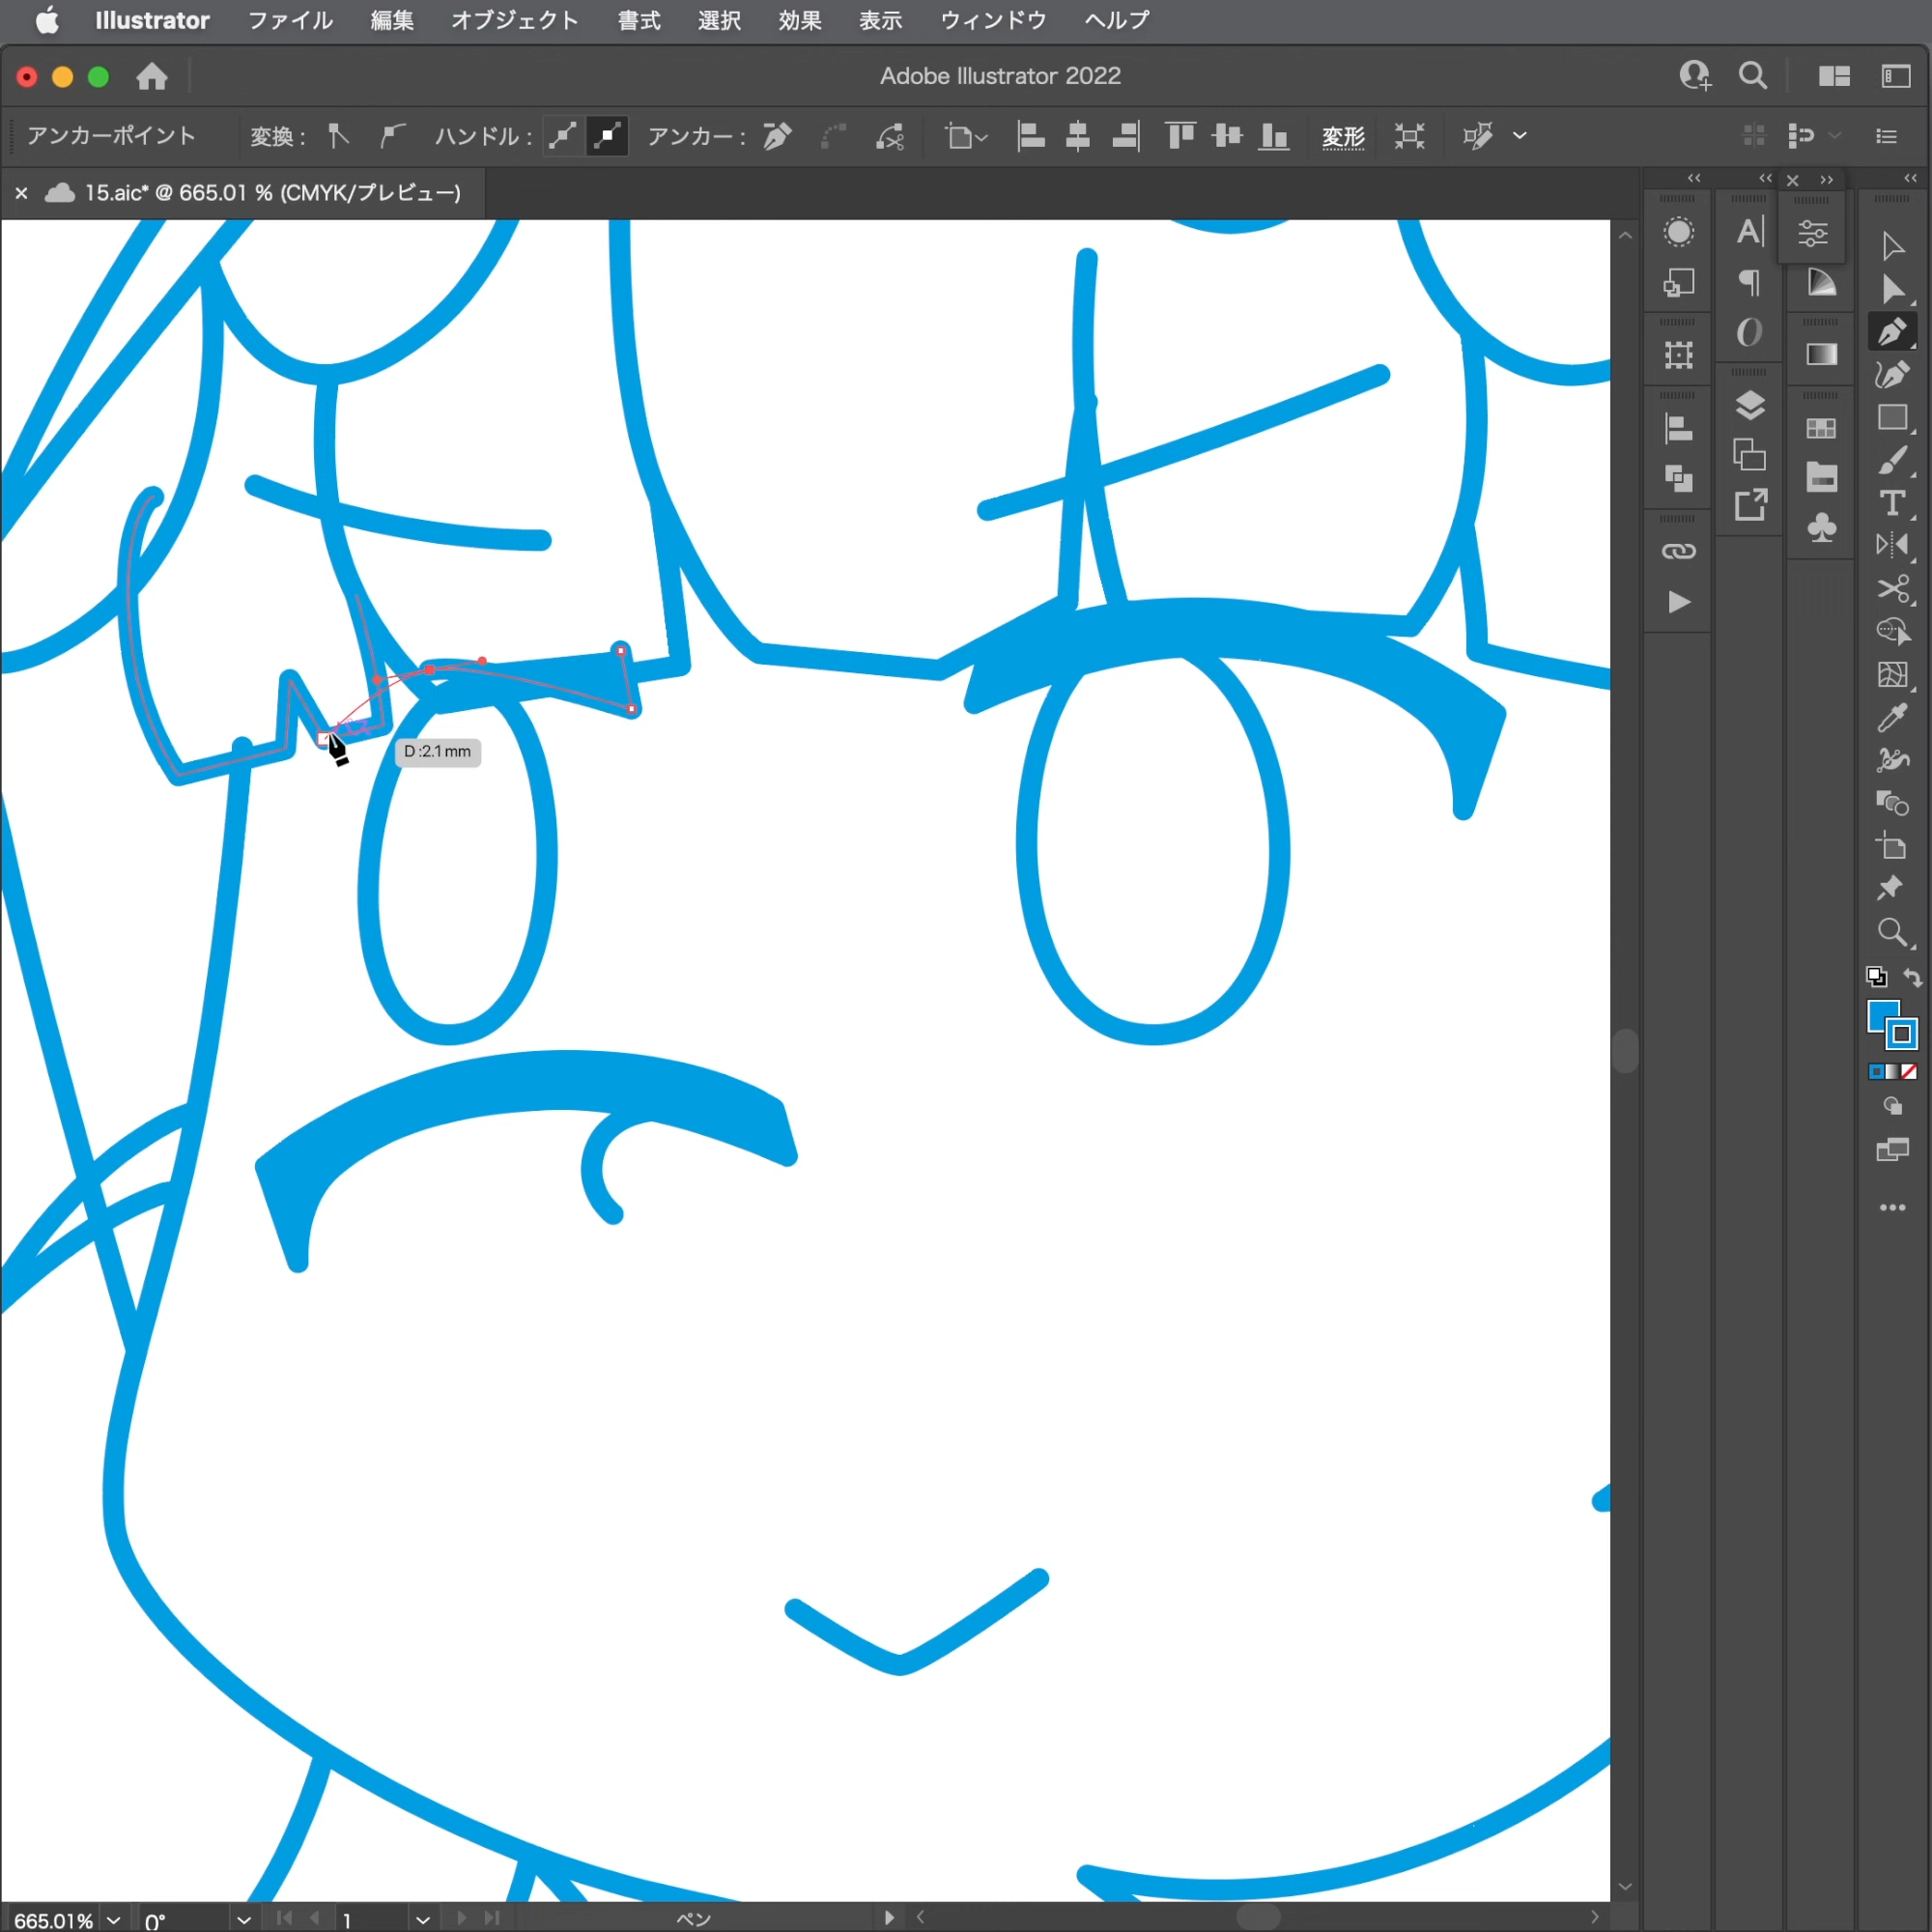 Illustrator ファイル 編集 オブジェクト 書式 選択 効果 表示 ウィンドウ ヘルプ
Adobe Illustrator 2022
アンカーポイント 変換: ハンドル: アンカー: 変形
15.aic* @ 665.01 % (CMYK/プレビュー)
D:2.1 mm
665.01% 0° 1 ペン